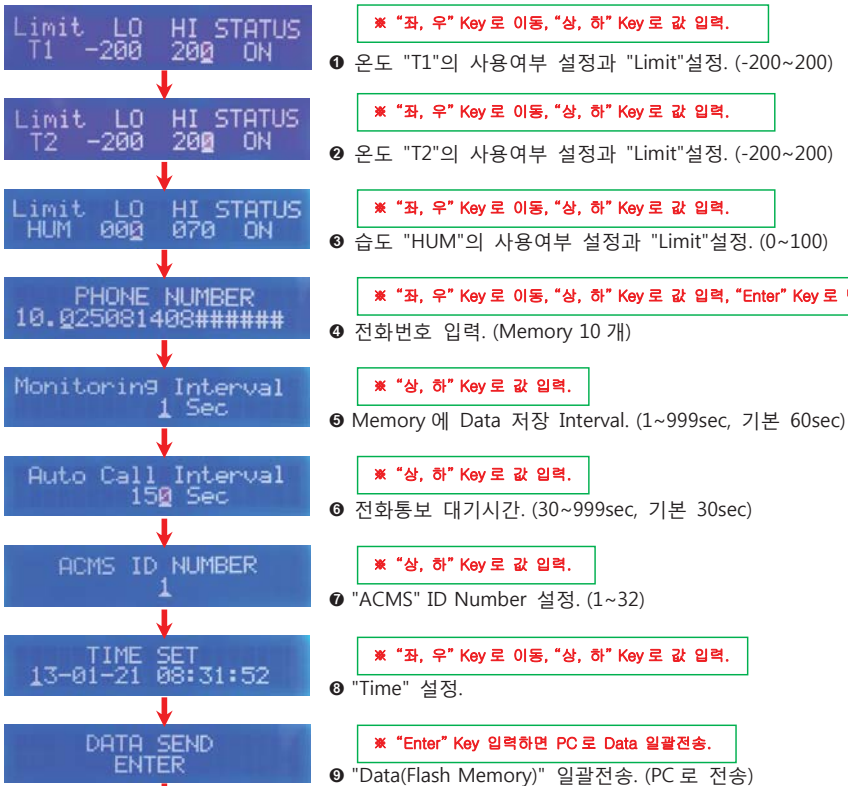 Limit LO HI STATUS
T1 -200 200 ON
※ “좌, 우” Key 로 이동, “상, 하” Key 로 값 입력.
❶ 온도 "T1"의 사용여부 설정과 "Limit"설정. (-200~200)
Limit LO HI STATUS
T2 -200 200 ON
※ “좌, 우” Key 로 이동, “상, 하” Key 로 값 입력.
❷ 온도 "T2"의 사용여부 설정과 "Limit"설정. (-200~200)
Limit LO HI STATUS
HUM 000 070 ON
※ “좌, 우” Key 로 이동, “상, 하” Key 로 값 입력.
❸ 습도 "HUM"의 사용여부 설정과 "Limit"설정. (0~100)
PHONE NUMBER
10.025081408######
※ “좌, 우” Key 로 이동, “상, 하” Key 로 값 입력, “Enter” Key 로
❹ 전화번호 입력. (Memory 10 개)
Monitoring Interval
1 Sec
※ “상, 하” Key 로 값 입력.
❺ Memory 에 Data 저장 Interval. (1~999sec, 기본 60sec)
Auto Call Interval
150 Sec
※ “상, 하” Key 로 값 입력.
❻ 전화통보 대기시간. (30~999sec, 기본 30sec)
ACMS ID NUMBER
1
※ “상, 하” Key 로 값 입력.
❼ "ACMS" ID Number 설정. (1~32)
TIME SET
13-01-21 08:31:52
※ “좌, 우” Key 로 이동, “상, 하” Key 로 값 입력.
❽ "Time" 설정.
DATA SEND
ENTER
※ “Enter” Key 입력하면 PC 로 Data 일괄전송.
❾ "Data(Flash Memory)" 일괄전송. (PC 로 전송)